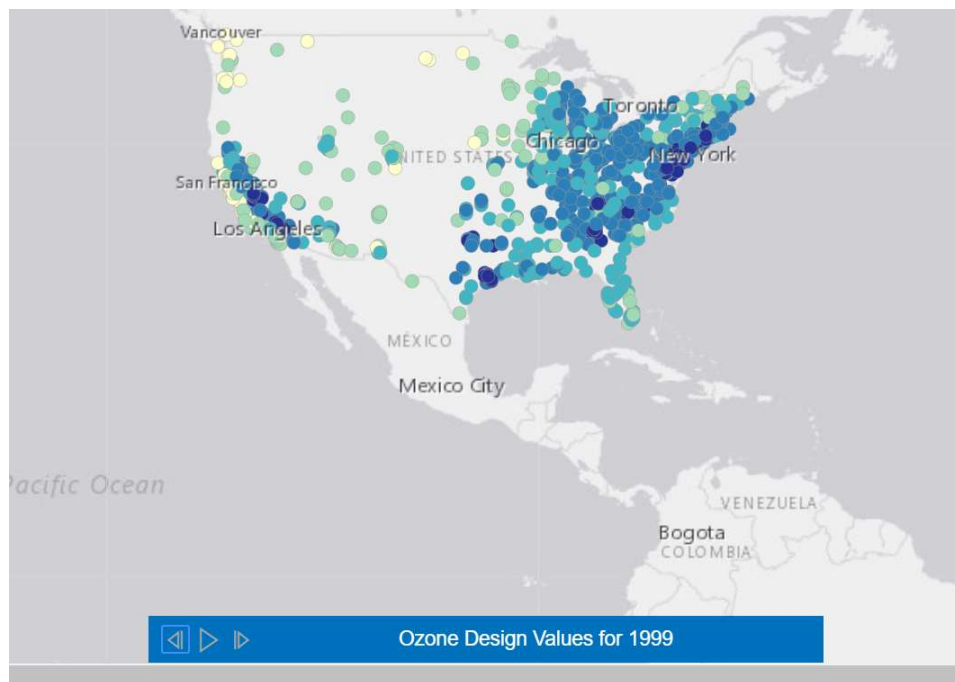 Vancouver
Toronto
Chicago
NITED STATES
New York
San Francisco
Los Angeles
MÉXICO
Mexico City
Pacific Ocean
VENEZUELA
Bogota
COLOMBIA
Ozone Design Values for 1999